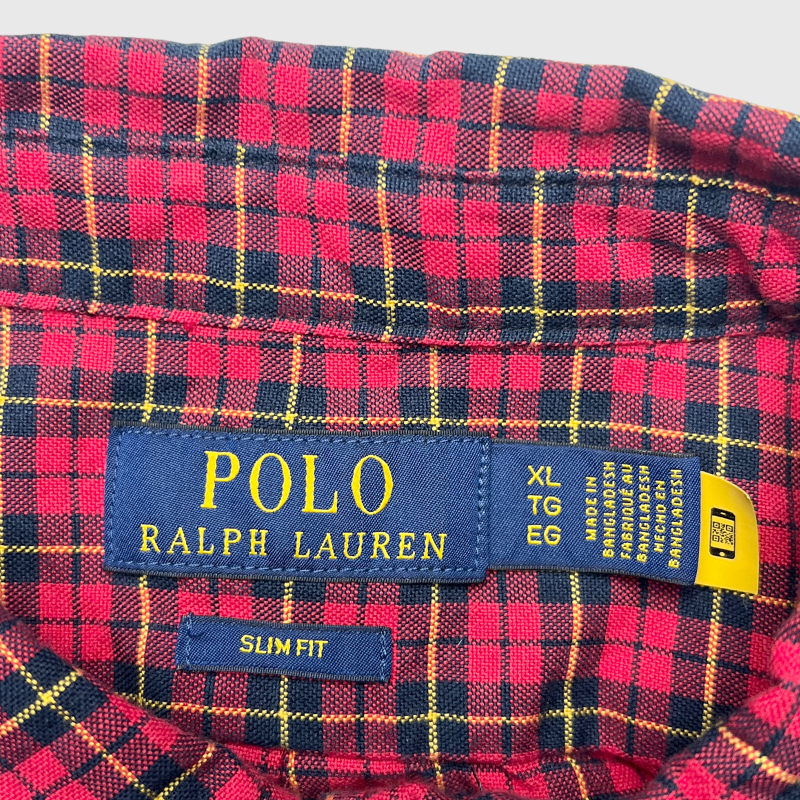 POLO
RALPH LAUREN
XL
TG
EG
MADE IN
BANGLADESH
FABRIQUÉ AU
BANGLADESH
HECHO EN
BANGLADESH
SLIM FIT